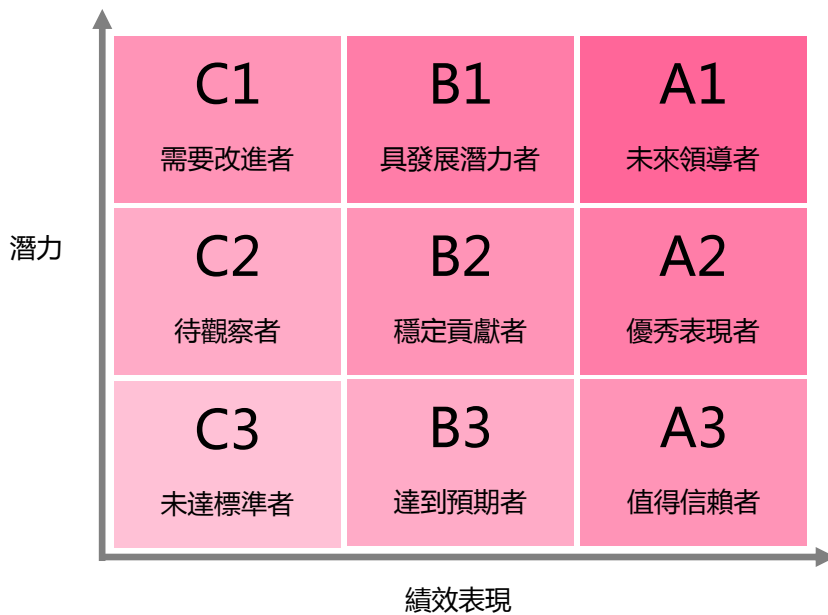 C1
需要改進者
B1
具發展潛力者
A1
未來領導者
潛力
C2
待觀察者
B2
穩定貢獻者
A2
優秀表現者
C3
未達標準者
B3
達到預期者
A3
值得信賴者
績效表現